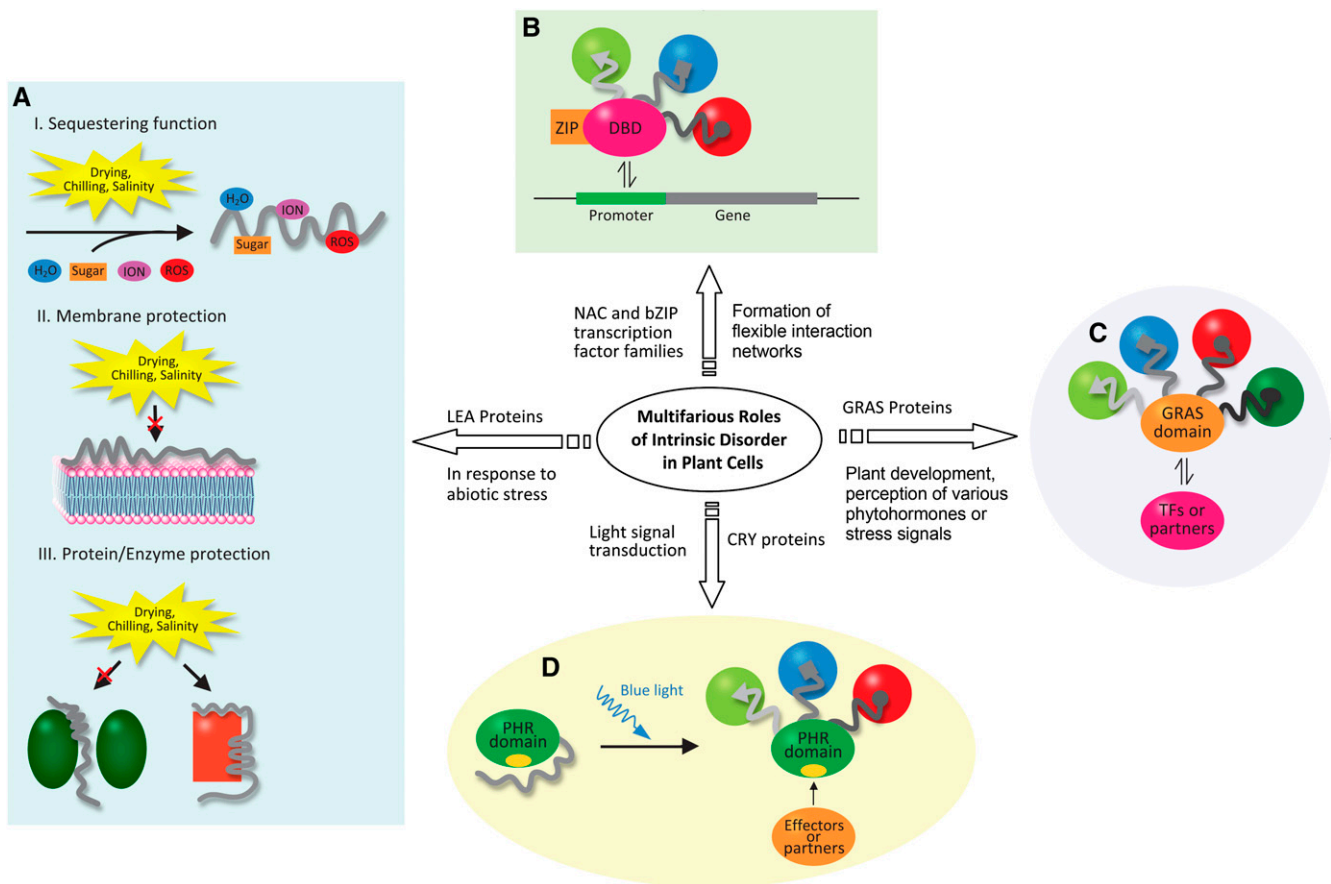 A
I. Sequestering function
Drying,
Chilling, Salinity
H₂O
ION
Sugar
ROS
H₂O
Sugar
ION
ROS
II. Membrane protection
Drying,
Chilling, Salinity
III. Protein/Enzyme protection
Drying,
Chilling, Salinity
B
ZIP
DBD
Promoter
Gene
NAC and bZIP
transcription
factor families
Formation of
flexible interaction
networks
LEA Proteins
In response to
abiotic stress
Multifarious Roles
of Intrinsic Disorder
in Plant Cells
GRAS Proteins
Plant development,
perception of various
phytohormones or
stress signals
Light signal
transduction
CRY proteins
C
GRAS
domain
TFs or
partners
D
PHR
domain
Blue light
PHR
domain
Effectors
or
partners